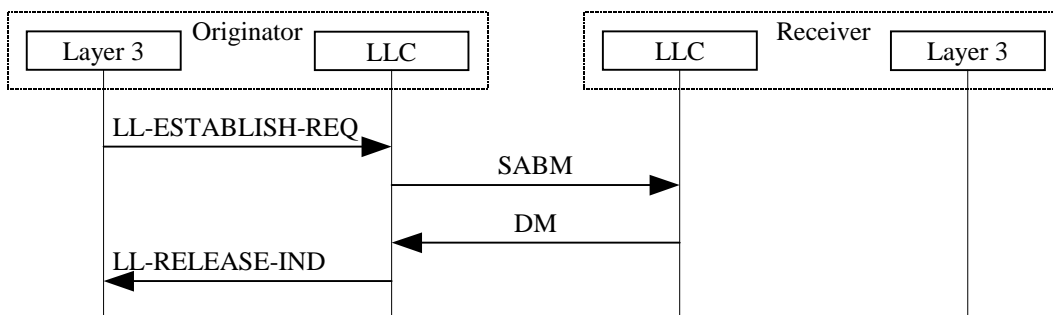 Originator
Receiver
Layer 3
LLC
LLC
Layer 3
LL-ESTABLISH-REQ
SABM
DM
LL-RELEASE-IND